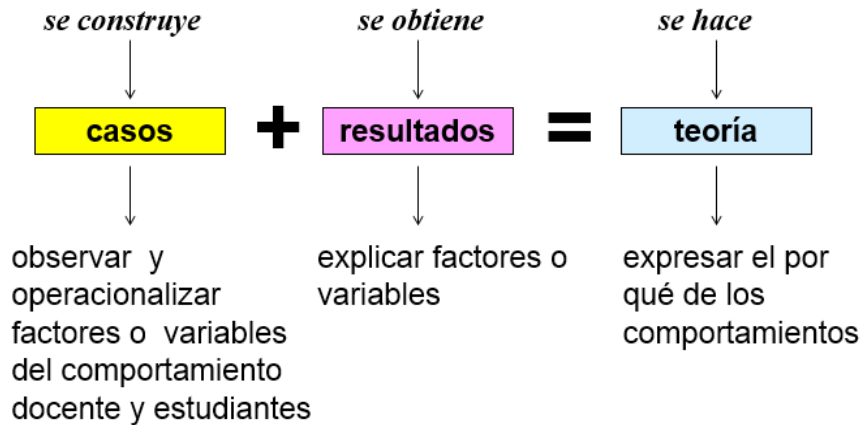 se construye
se obtiene
se hace
casos
+
resultados
=
teoría
observar y
operacionalizar
factores o variables
del comportamiento
docente y estudiantes
explicar factores o
variables
expresar el por
qué de los
comportamientos